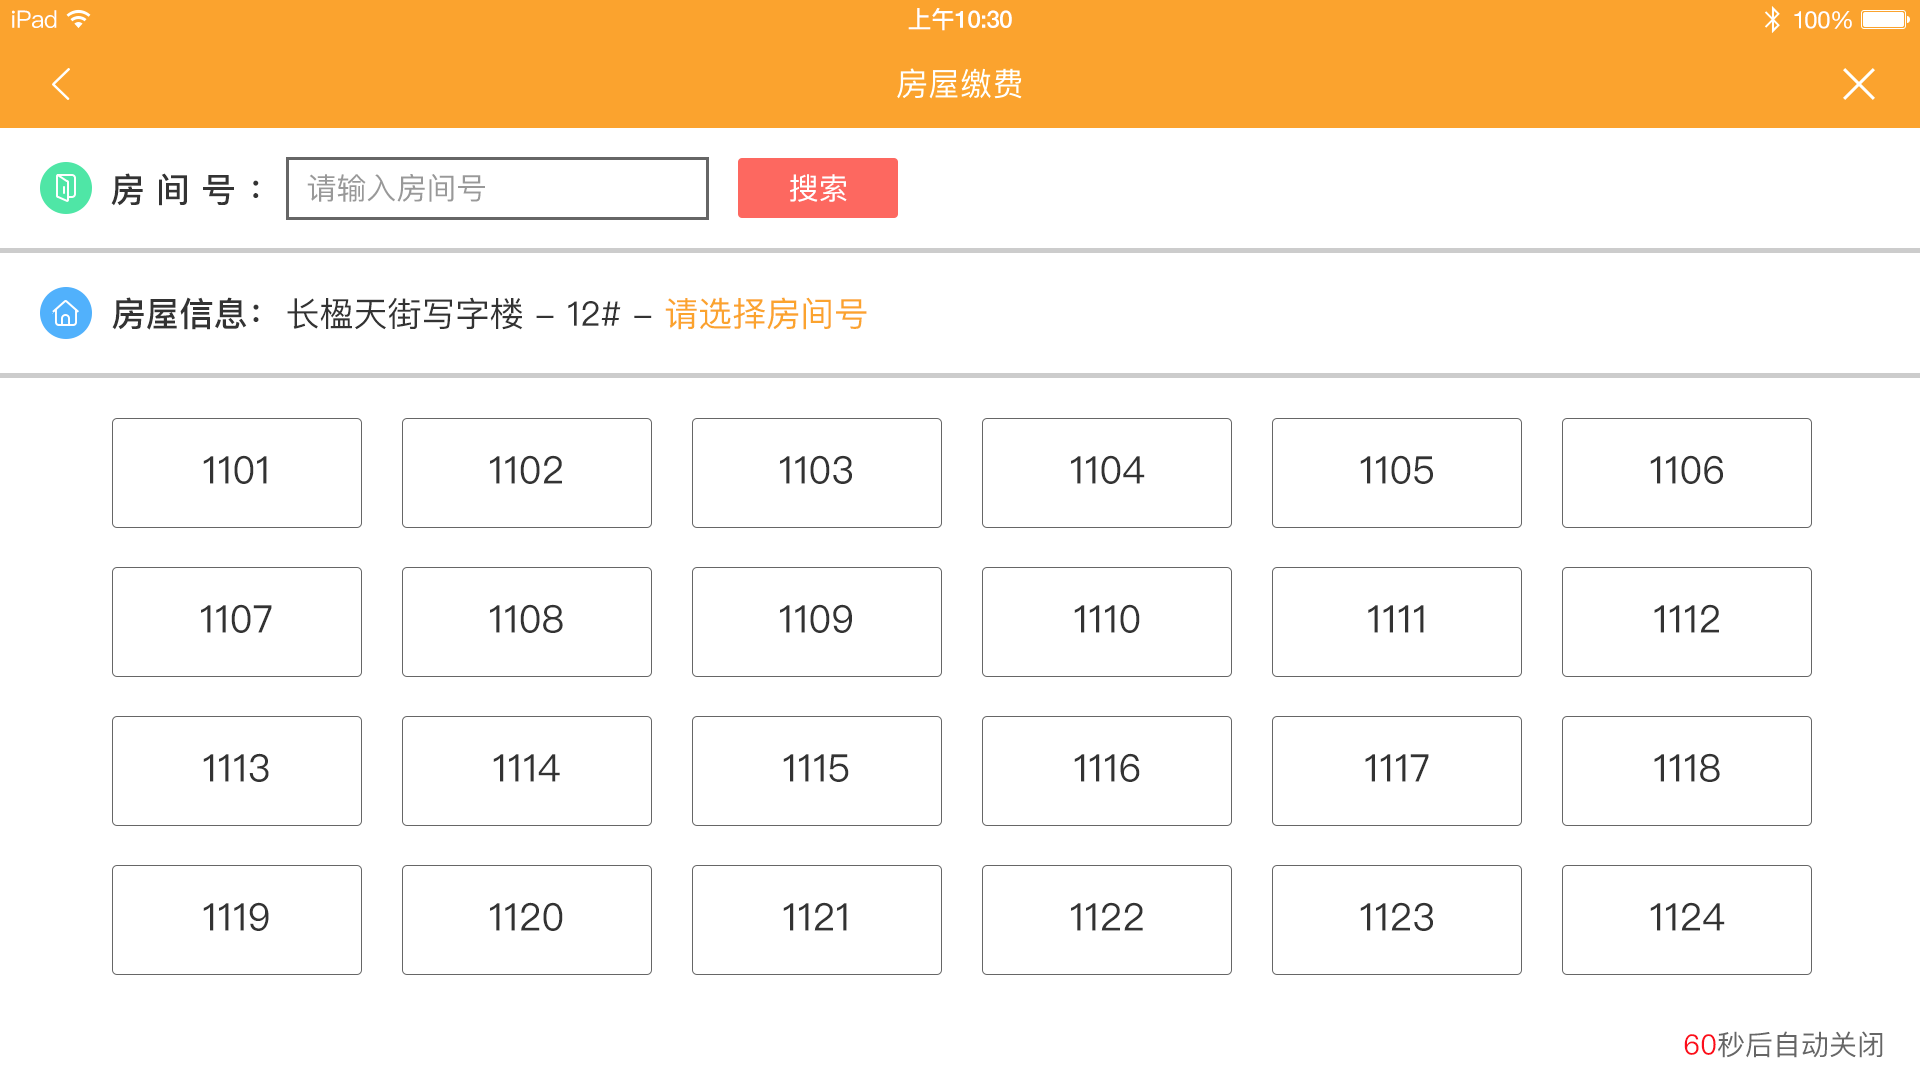 iPad 上午10:30 100%
房屋缴费
房间号： 请输入房间号 搜索
房屋信息： 长楹天街写字楼 – 12# – 请选择房间号
1101 1102 1103 1104 1105 1106
1107 1108 1109 1110 1111 1112
1113 1114 1115 1116 1117 1118
1119 1120 1121 1122 1123 1124
60秒后自动关闭